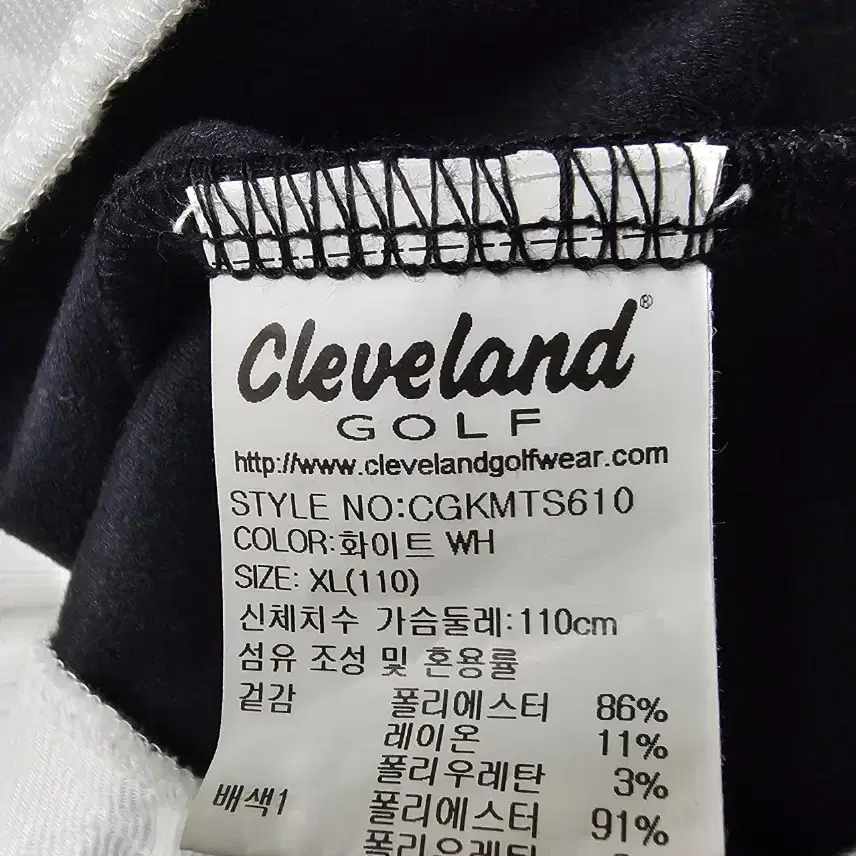 Cleveland®
GOLF
http://www.clevelandgolfwear.com
STYLE NO:CGKMTS610
COLOR:화이트 WH
SIZE: XL(110)
신체치수 가슴둘레:110cm
섬유 조성 및 혼용률
겉감 폴리에스터 86%
레이온 11%
폴리우레탄 3%
배색1 폴리에스터 91%